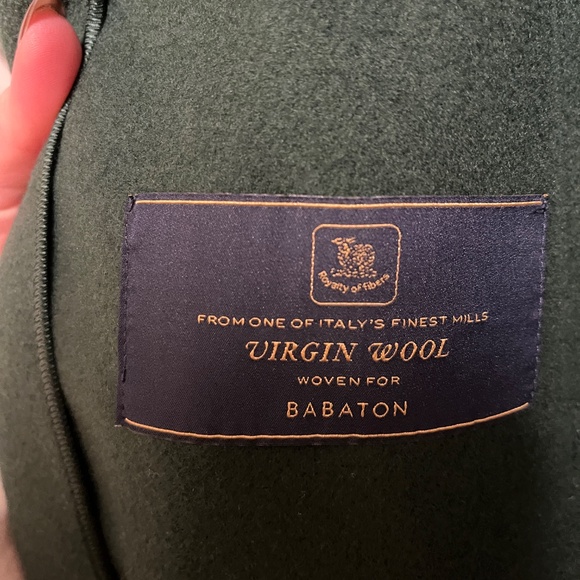 Royalty of fibers
FROM ONE OF ITALY'S FINEST MILLS
VIRGIN WOOL
WOVEN FOR
BABATON